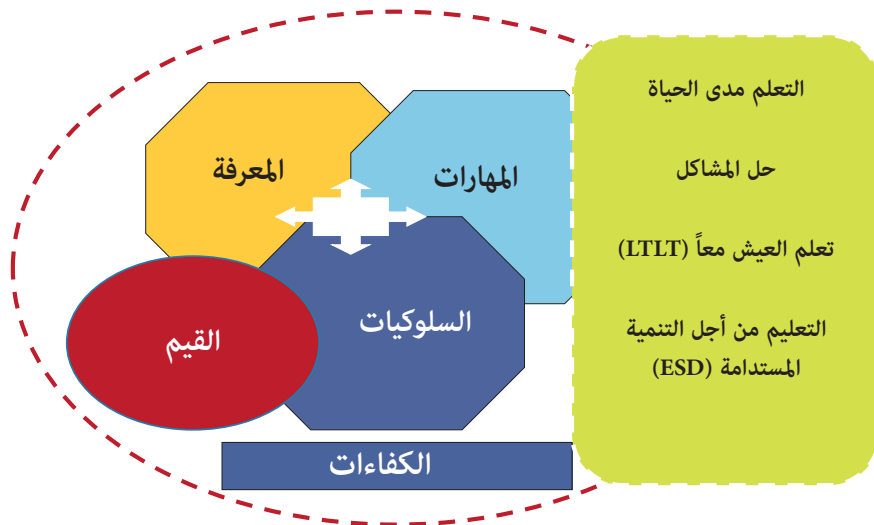 التعلم مدى الحياة
حل المشاكل
تعلم العيش معاً (LTLT)
التعليم من أجل التنمية
المستدامة (ESD)
المهارات
المعرفة
السلوكيات
القيم
الكفاءات